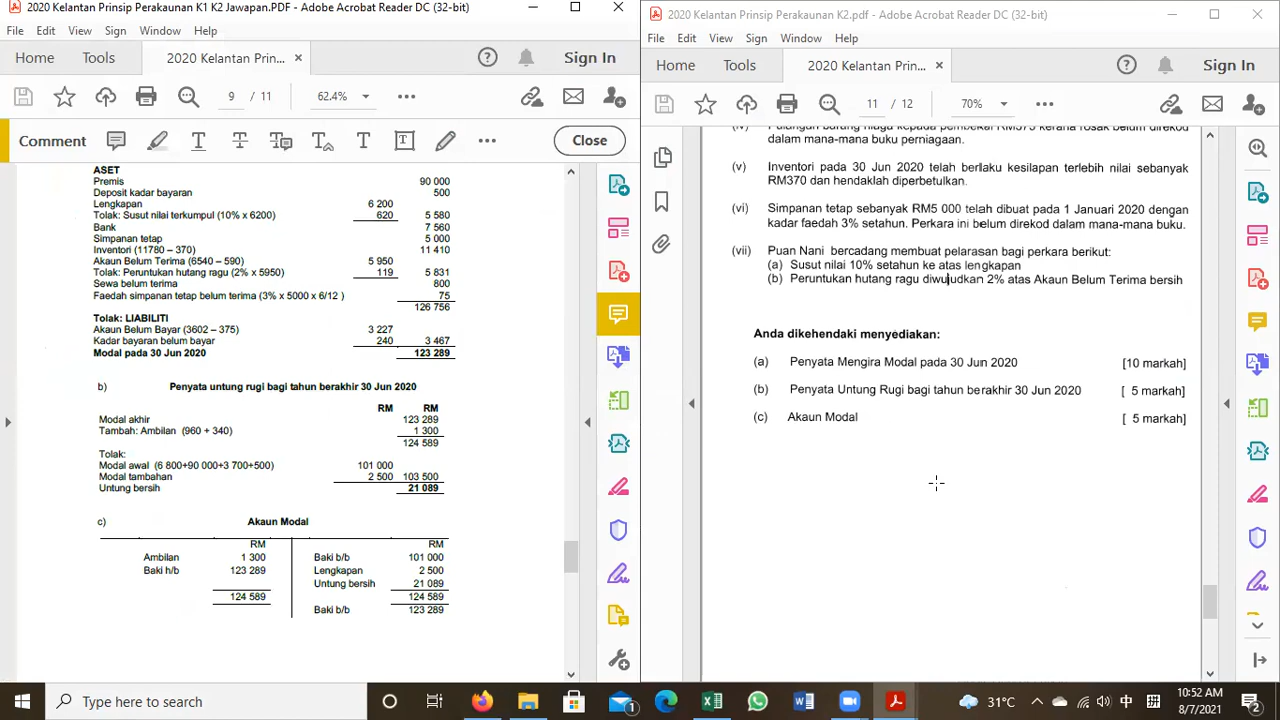 2020 Kelantan Prinsip Perakaunan K1 K2 Jawapan.PDF - Adobe Acrobat Reader DC (32-bit)
File Edit View Sign Window Help
Home Tools 2020 Kelantan Prin... × Sign In
9 / 11 62.4%
Comment Close
ASET
Premis 90 000
Deposit kadar bayaran 500
Lengkapan 6 200
Tolak: Susut nilai terkumpul (10% x 6200) 620 5 580
Bank 7 560
Simpanan tetap 5 000
Inventori (11780 – 370) 11 410
Akaun Belum Terima (6540 – 590) 5 950
Tolak: Peruntukan hutang ragu (2% x 5950) 119 5 831
Sewa belum terima 800
Faedah simpanan tetap belum terima (3% x 5000 x 6/12 ) 75
126 756
Tolak: LIABILITI
Akaun Belum Bayar (3602 – 375) 3 227
Kadar bayaran belum bayar 240 3 467
Modal pada 30 Jun 2020 123 289
b) Penyata untung rugi bagi tahun berakhir 30 Jun 2020
RM RM
Modal akhir 123 289
Tambah: Ambilan (960 + 340) 1 300
124 589
Tolak:
Modal awal (6 800+90 000+3 700+500) 101 000
Modal tambahan 2 500 103 500
Untung bersih 21 089
c) Akaun Modal
RM RM
Ambilan 1 300 Baki b/b 101 000
Baki h/b 123 289 Lengkapan 2 500
Untung bersih 21 089
124 589 124 589
Baki b/b 123 289
2020 Kelantan Prinsip Perakaunan K2.pdf - Adobe Acrobat Reader DC (32-bit)
File Edit View Sign Window Help
Home Tools 2020 Kelantan Prin... × Sign In
11 / 12 70%
(iv) Pulangan barang niaga kepada pembekal RM375 kerana rosak belum direkod
dalam mana-mana buku perniagaan.
(v) Inventori pada 30 Jun 2020 telah berlaku kesilapan terlebih nilai sebanyak
RM370 dan hendaklah diperbetulkan.
(vi) Simpanan tetap sebanyak RM5 000 telah dibuat pada 1 Januari 2020 dengan
kadar faedah 3% setahun. Perkara ini belum direkod dalam mana-mana buku.
(vii) Puan Nani bercadang membuat pelarasan bagi perkara berikut:
(a) Susut nilai 10% setahun ke atas lengkapan
(b) Peruntukan hutang ragu diwujudkan 2% atas Akaun Belum Terima bersih
Anda dikehendaki menyediakan:
(a) Penyata Mengira Modal pada 30 Jun 2020 [10 markah]
(b) Penyata Untung Rugi bagi tahun berakhir 30 Jun 2020 [ 5 markah]
(c) Akaun Modal [ 5 markah]
Type here to search
1
31°C 中 拼 10:52 AM
8/7/2021 2